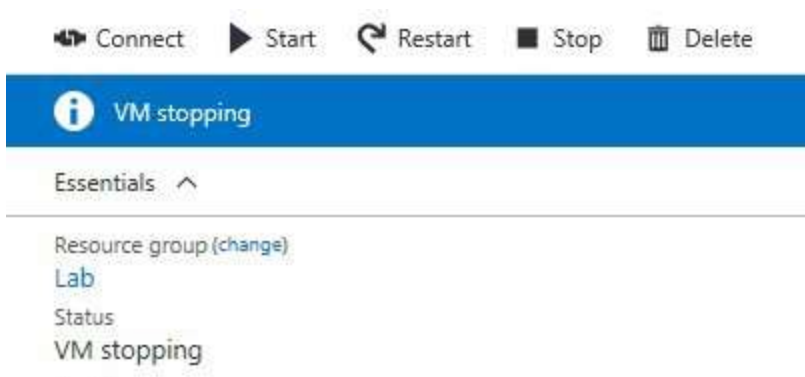 Connect Start Restart Stop Delete
VM stopping
Essentials
Resource group (change)
Lab
Status
VM stopping